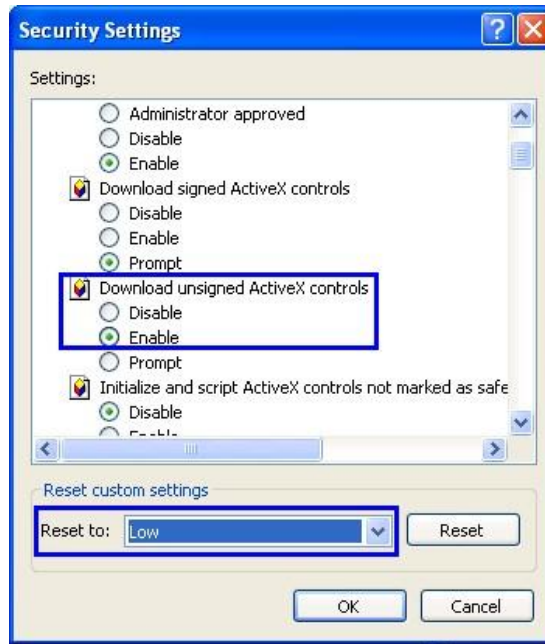 Security Settings
Settings:
Administrator approved
Disable
Enable
Download signed ActiveX controls
Disable
Enable
Prompt
Download unsigned ActiveX controls
Disable
Enable
Prompt
Initialize and script ActiveX controls not marked as safe
Disable
Reset custom settings
Reset to: Low Reset
OK Cancel